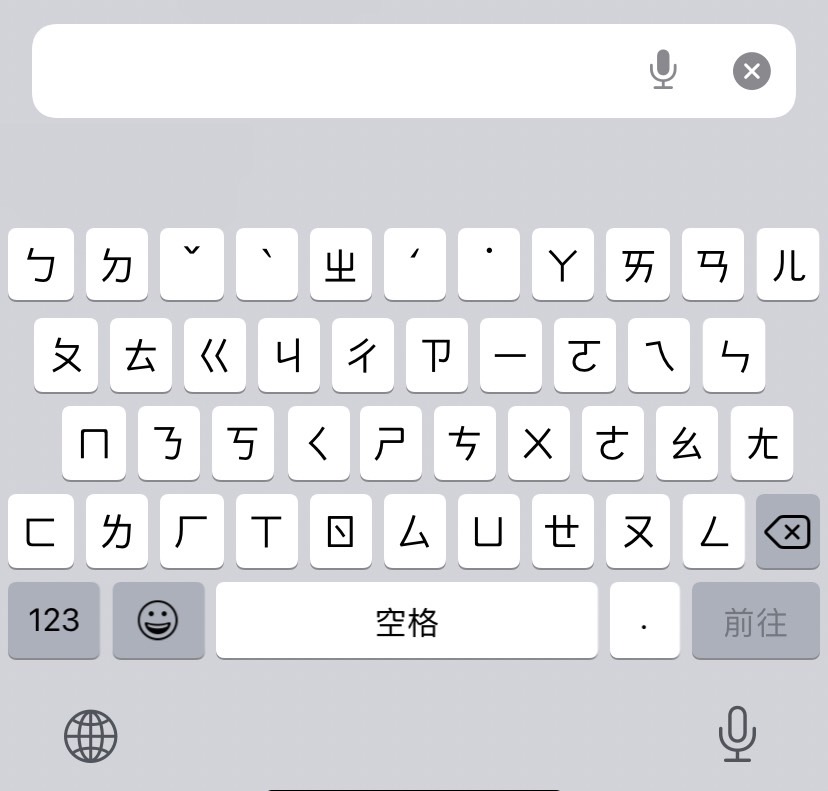 ㄅ ㄉ ˇ ˋ ㄓ ˊ ˙ ㄚ ㄞ ㄢ ㄦ
ㄆ ㄊ ㄍ ㄐ ㄔ ㄗ ㄧ ㄛ ㄟ ㄣ
ㄇ ㄋ ㄎ ㄑ ㄕ ㄘ ㄨ ㄜ ㄠ ㄤ
ㄈ ㄌ ㄏ ㄒ ㄖ ㄙ ㄩ ㄝ ㄡ ㄥ
123 空格 . 前往